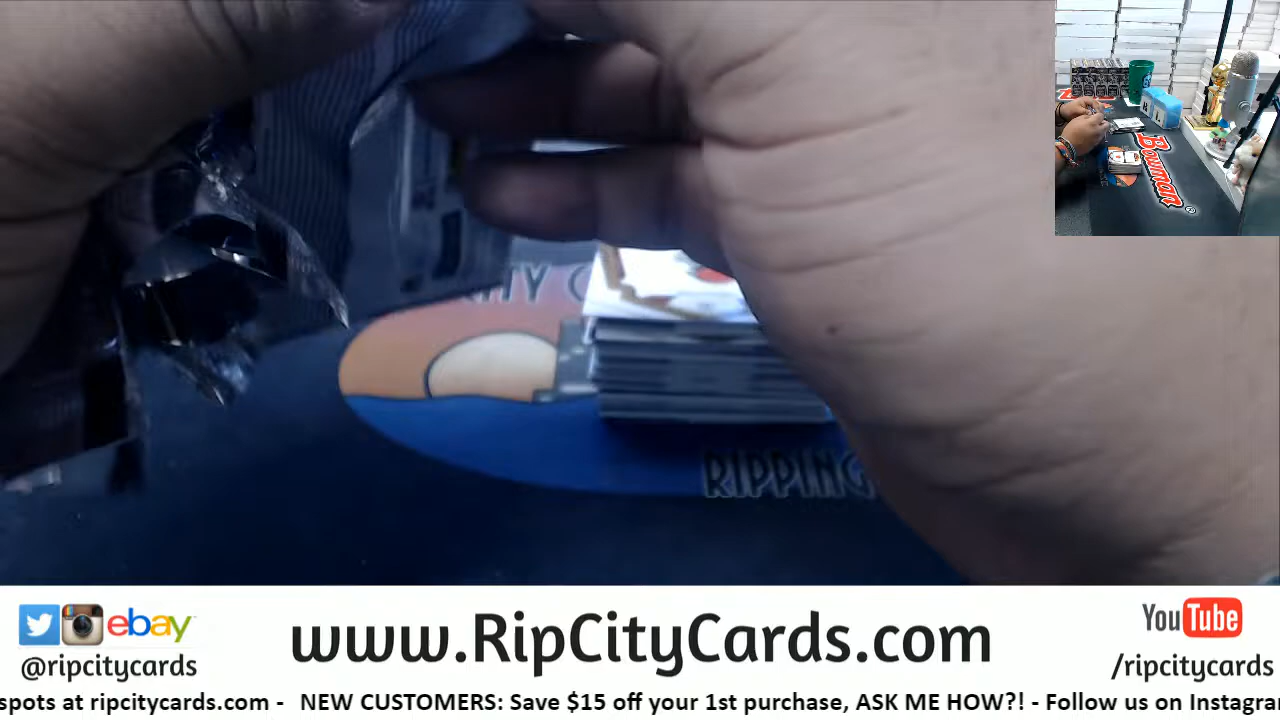 Bowman
RIPPING
ebay
@ripcitycards
www.RipCityCards.com
YouTube
/ripcitycards
spots at ripcitycards.com - NEW CUSTOMERS: Save $15 off your 1st purchase, ASK ME HOW?! - Follow us on Instagra